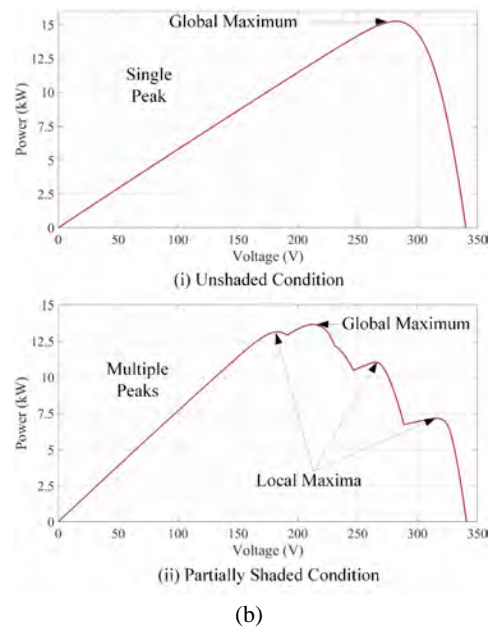 Global Maximum
Single
Peak
Power (kW)
15
12.5
10
7.5
5
2.5
0
0 50 100 150 200 250 300 350
Voltage (V)
(i) Unshaded Condition
Global Maximum
Multiple
Peaks
Local Maxima
Power (kW)
15
12.5
10
7.5
5
2.5
0
0 50 100 150 200 250 300 350
Voltage (V)
(ii) Partially Shaded Condition
(b)